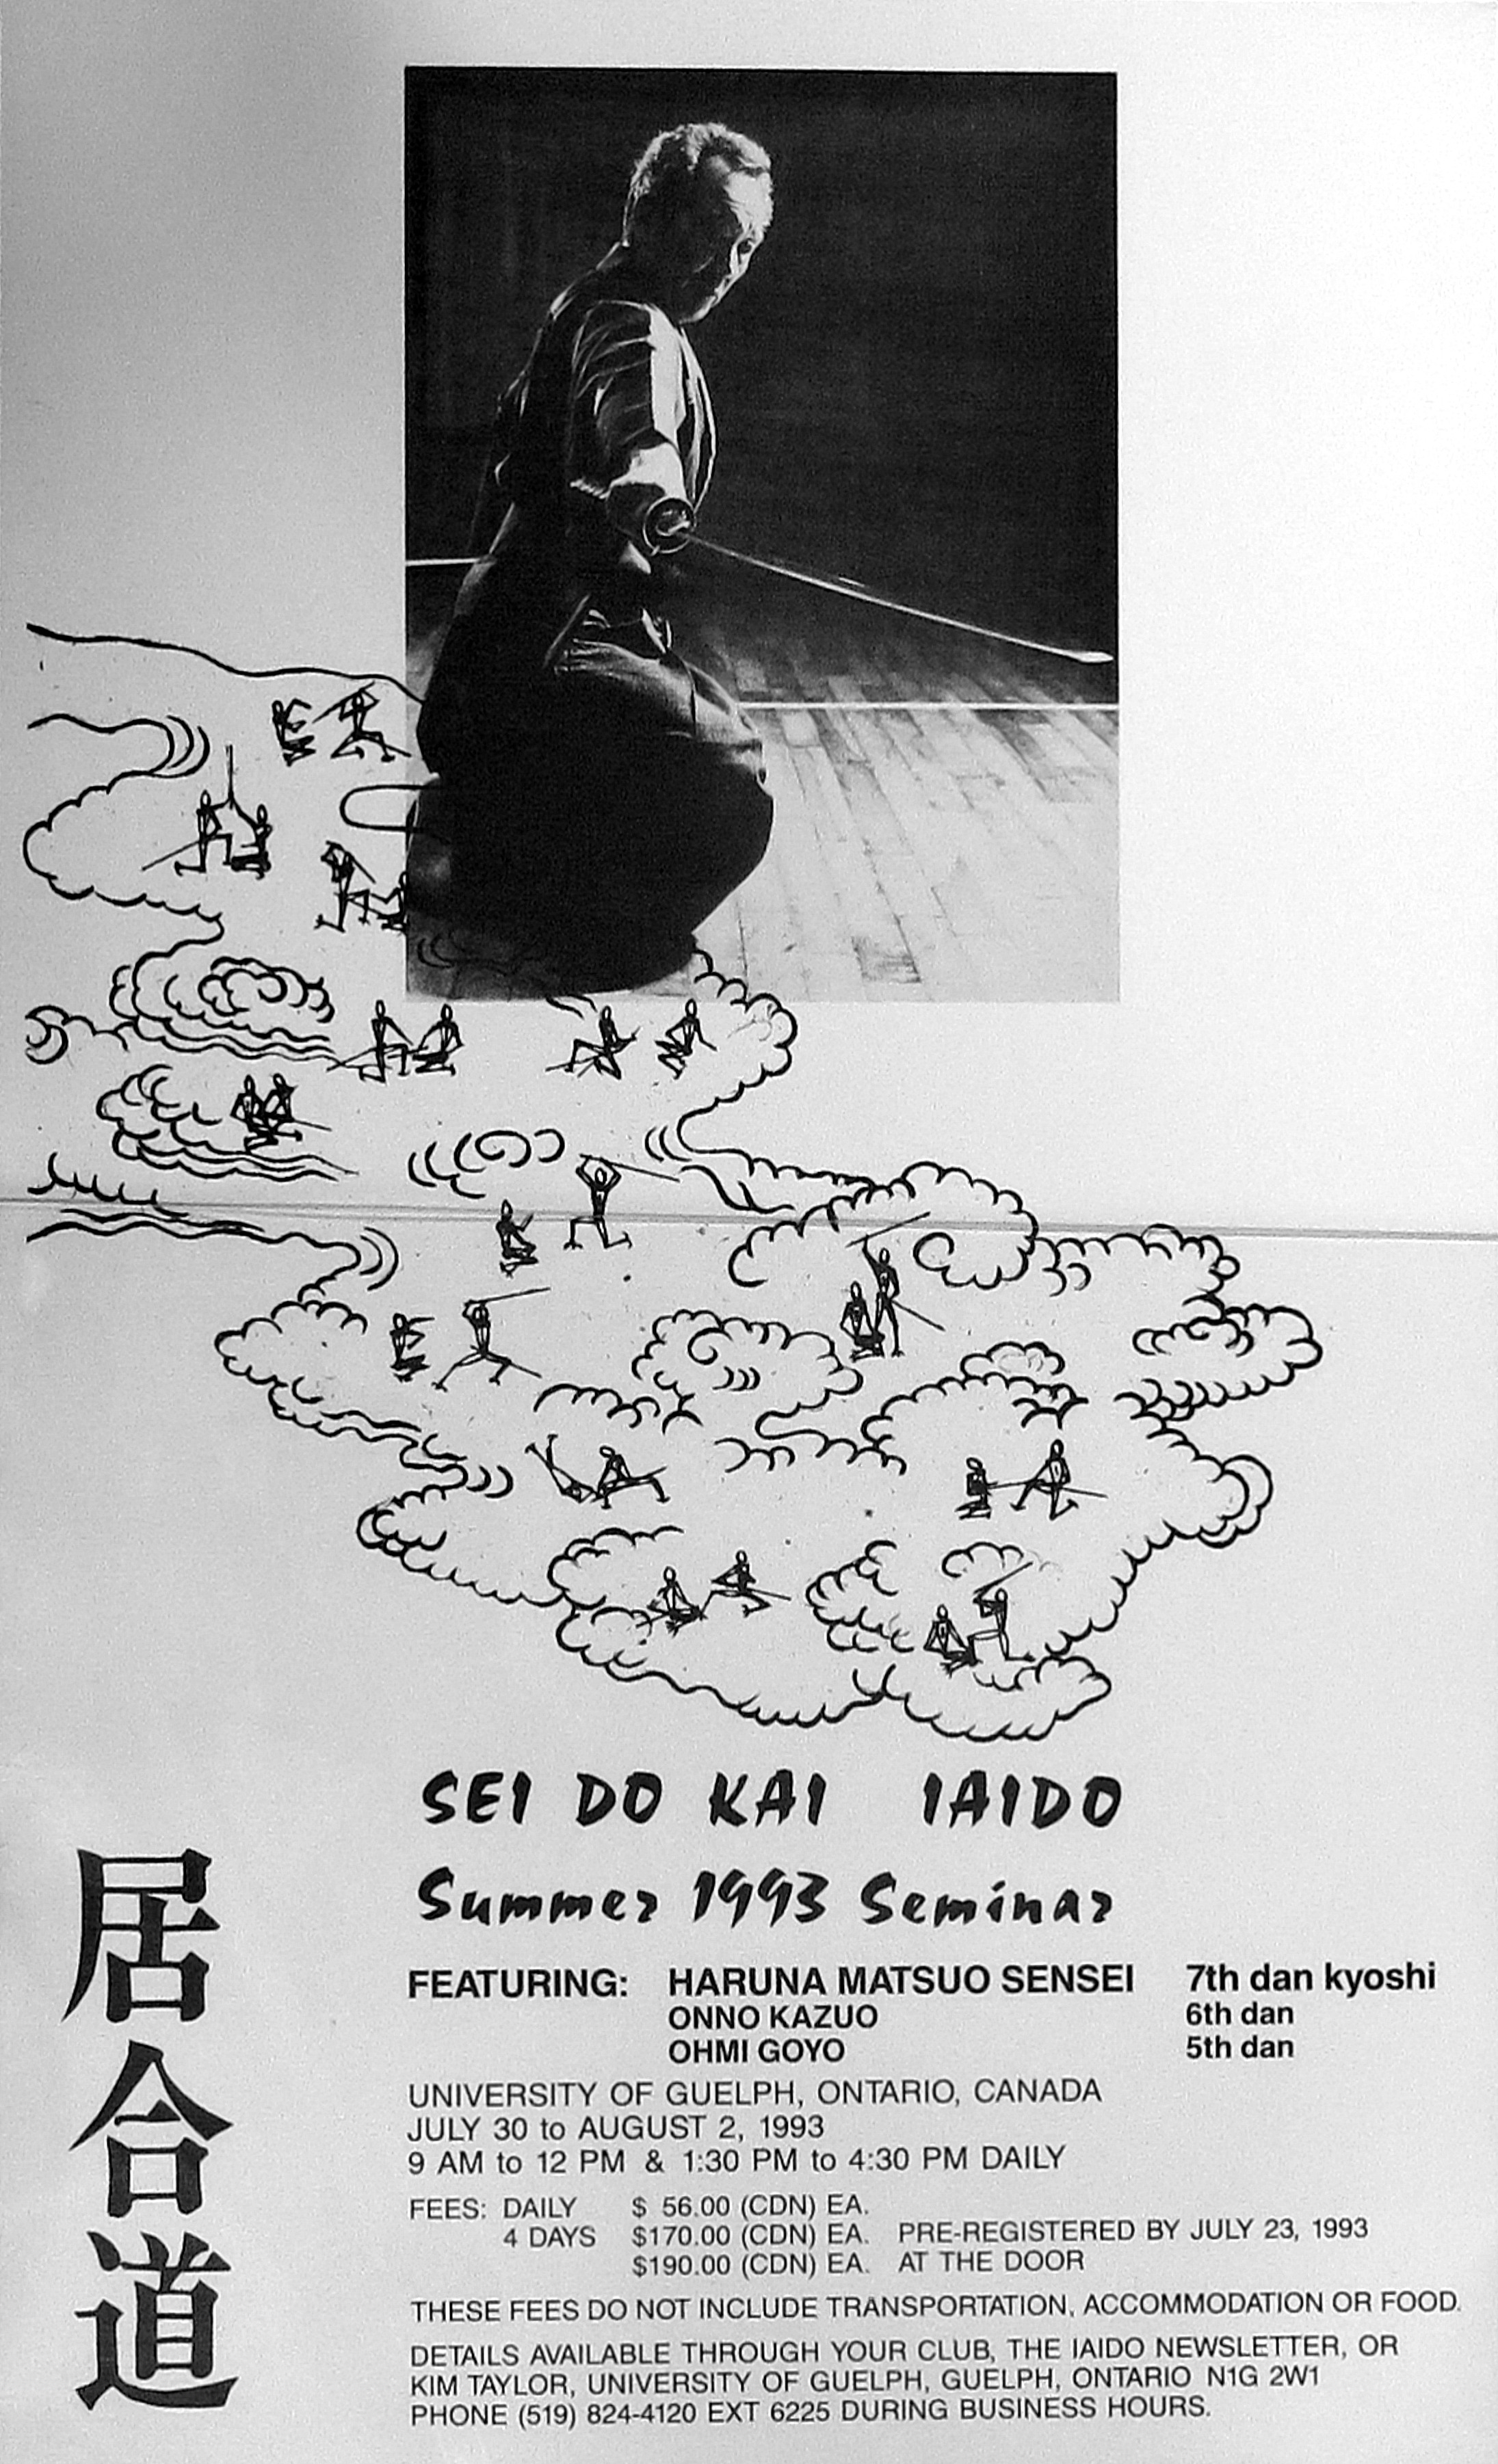 SEI DO KAI IAIDO
Summer 1993 Seminar
居合道
FEATURING: HARUNA MATSUO SENSEI 7th dan kyoshi
ONNO KAZUO 6th dan
OHMI GOYO 5th dan
UNIVERSITY OF GUELPH, ONTARIO, CANADA
JULY 30 to AUGUST 2, 1993
9 AM to 12 PM & 1:30 PM to 4:30 PM DAILY
FEES: DAILY $ 56.00 (CDN) EA.
4 DAYS $170.00 (CDN) EA. PRE-REGISTERED BY JULY 23, 1993
$190.00 (CDN) EA. AT THE DOOR
THESE FEES DO NOT INCLUDE TRANSPORTATION, ACCOMMODATION OR FOOD.
DETAILS AVAILABLE THROUGH YOUR CLUB, THE IAIDO NEWSLETTER, OR
KIM TAYLOR, UNIVERSITY OF GUELPH, GUELPH, ONTARIO N1G 2W1
PHONE (519) 824-4120 EXT 6225 DURING BUSINESS HOURS.